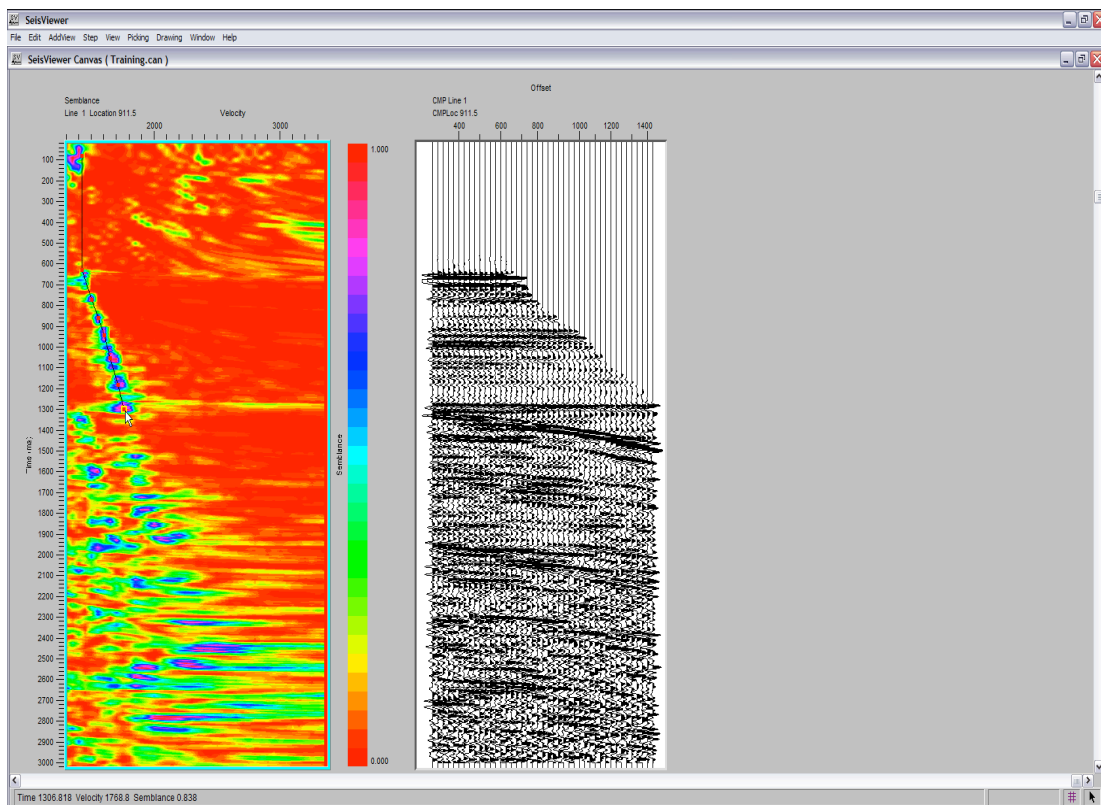 SeisViewer
File Edit AddView Step View Picking Drawing Window Help
SeisViewer Canvas ( Training.can )
Offset
Semblance
Line 1 Location 911.5
Velocity
2000 3000
CMP Line 1
CMPLoc 911.5
400 600 800 1000 1200 1400
1.000
100
200
300
400
500
600
700
800
900
1000
1100
1200
1300
1400
1500
1600
1700
1800
1900
2000
2100
2200
2300
2400
2500
2600
2700
2800
2900
3000
Time (ms)
Semblance
0.000
Time 1306.818 Velocity 1768.8 Semblance 0.838